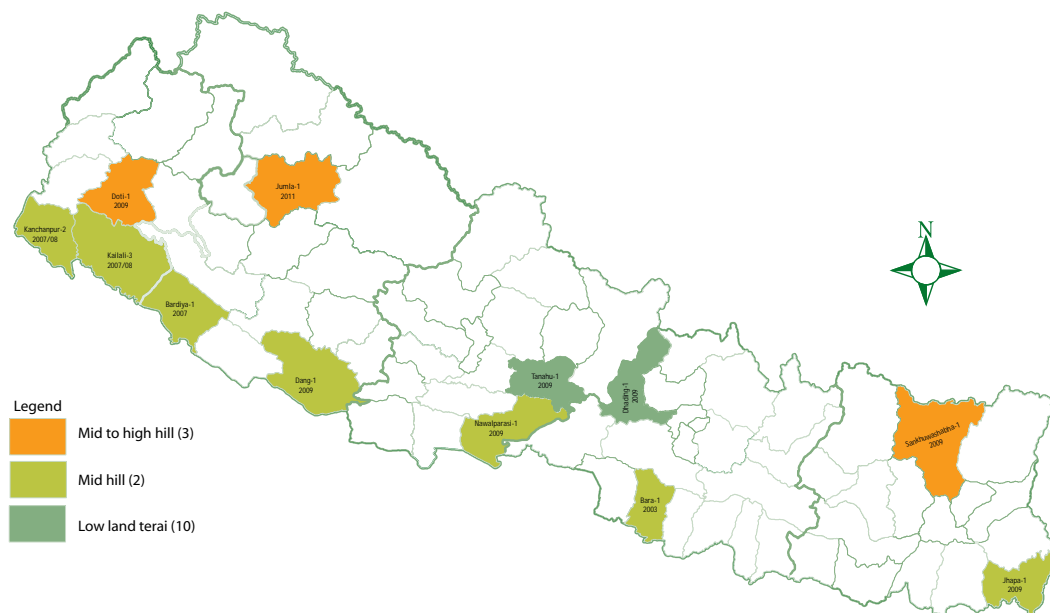 N
Doti-1
2009
Jumla-1
2011
Kanchanpur-2
2007/08
Kailali-3
2007/08
Bardiya-1
2007
Dang-1
2009
Tanahu-1
2009
Dhading-1
2009
Nawalparasi-1
2009
Sankhuwashabha-1
2009
Bara-1
2003
Jhapa-1
2009
Legend
Mid to high hill (3)
Mid hill (2)
Low land terai (10)